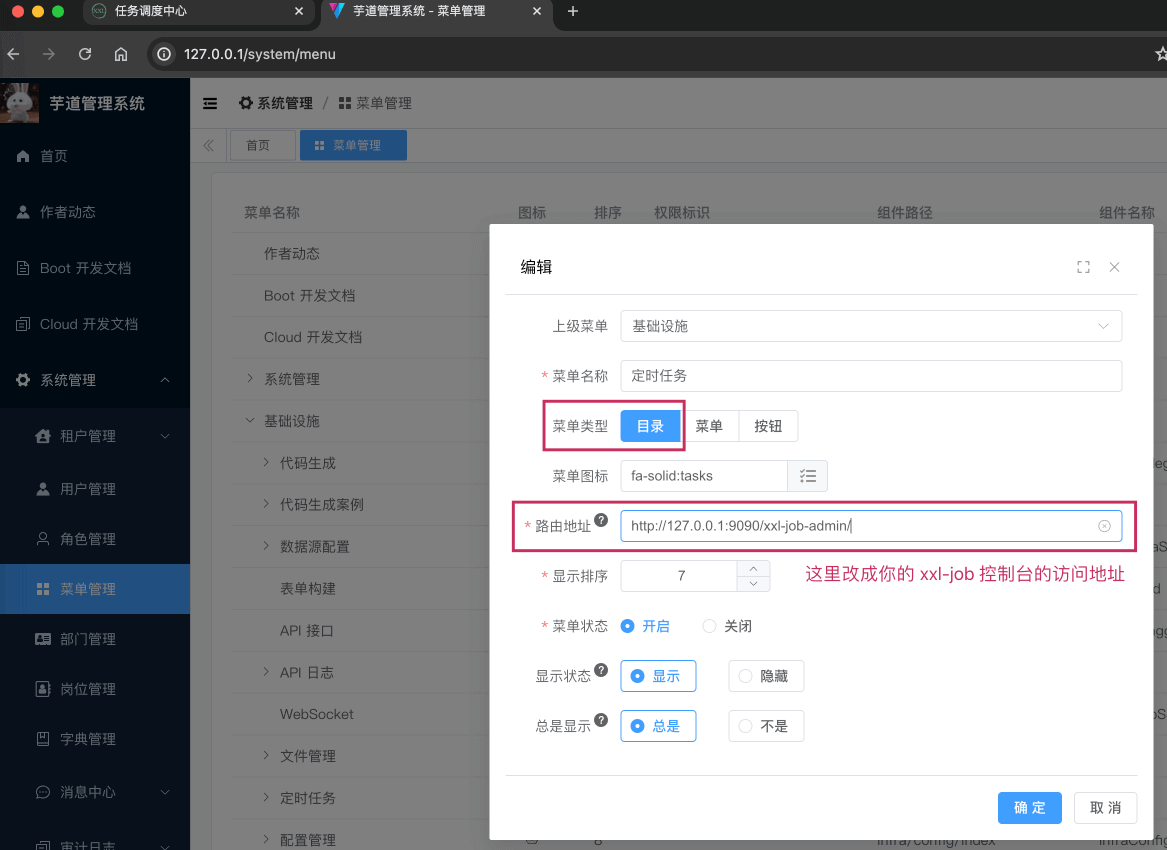 任务调度中心
芋道管理系统 - 菜单管理
127.0.0.1/system/menu
芋道管理系统
系统管理 / 菜单管理
首页
菜单管理
首页
作者动态
Boot 开发文档
Cloud 开发文档
系统管理
租户管理
用户管理
角色管理
菜单管理
部门管理
岗位管理
字典管理
消息中心
审计日志
菜单名称 图标 排序 权限标识 组件路径 组件名称
作者动态
Boot 开发文档
Cloud 开发文档
系统管理
基础设施
代码生成
代码生成案例
数据源配置
表单构建
API 接口
API 日志
WebSocket
文件管理
定时任务
配置管理
infra/config/index
InfraConfig
编辑
上级菜单 基础设施
* 菜单名称 定时任务
菜单类型 目录 菜单 按钮
菜单图标 fa-solid:tasks
* 路由地址 http://127.0.0.1:9090/xxl-job-admin/
* 显示排序 7
这里改成你的 xxl-job 控制台的访问地址
* 菜单状态 开启 关闭
显示状态 显示 隐藏
总是显示 总是 不是
确定 取消